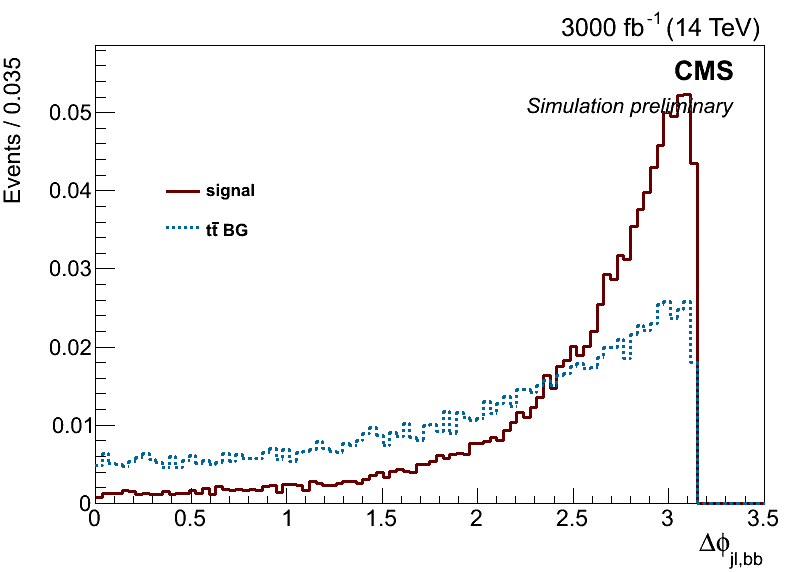 3000 fb⁻¹ (14 TeV)
CMS
Simulation preliminary
Events / 0.035
0.05
0.04
0.03
0.02
0.01
0
signal
tt̄ BG
0 0.5 1 1.5 2 2.5 3 3.5
Δϕjl,bb